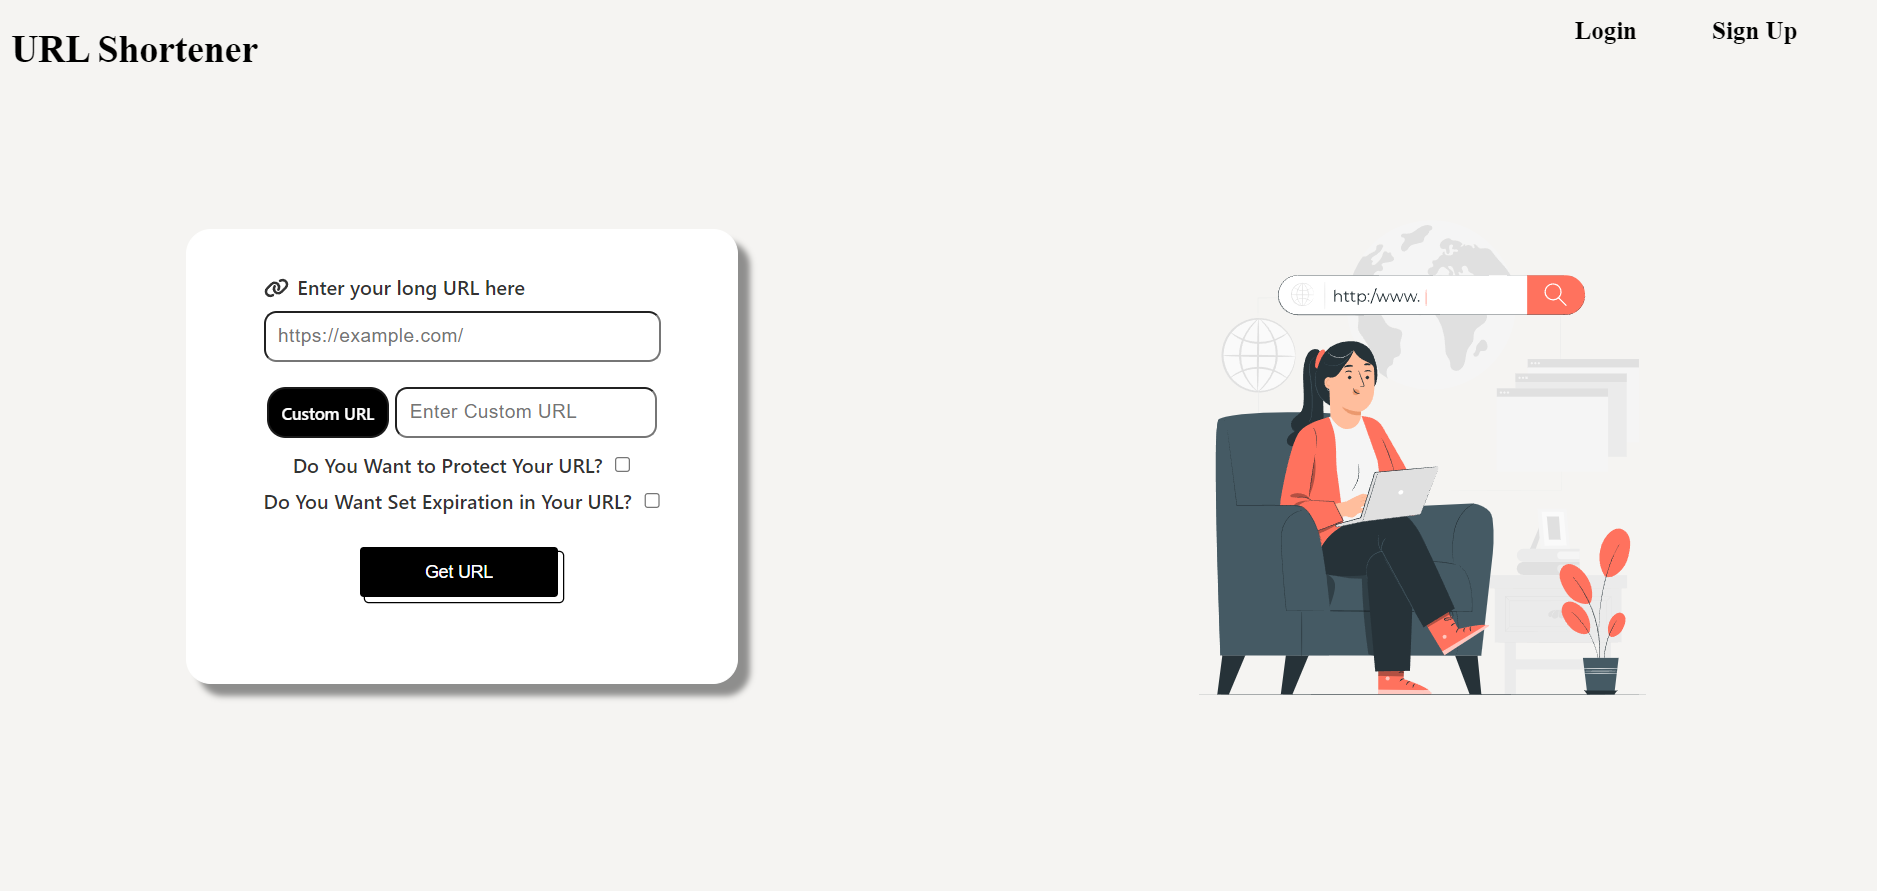 URL Shortener
Login
Sign Up
Enter your long URL here
https://example.com/
Custom URL
Enter Custom URL
Do You Want to Protect Your URL?
Do You Want Set Expiration in Your URL?
Get URL
http:/www.